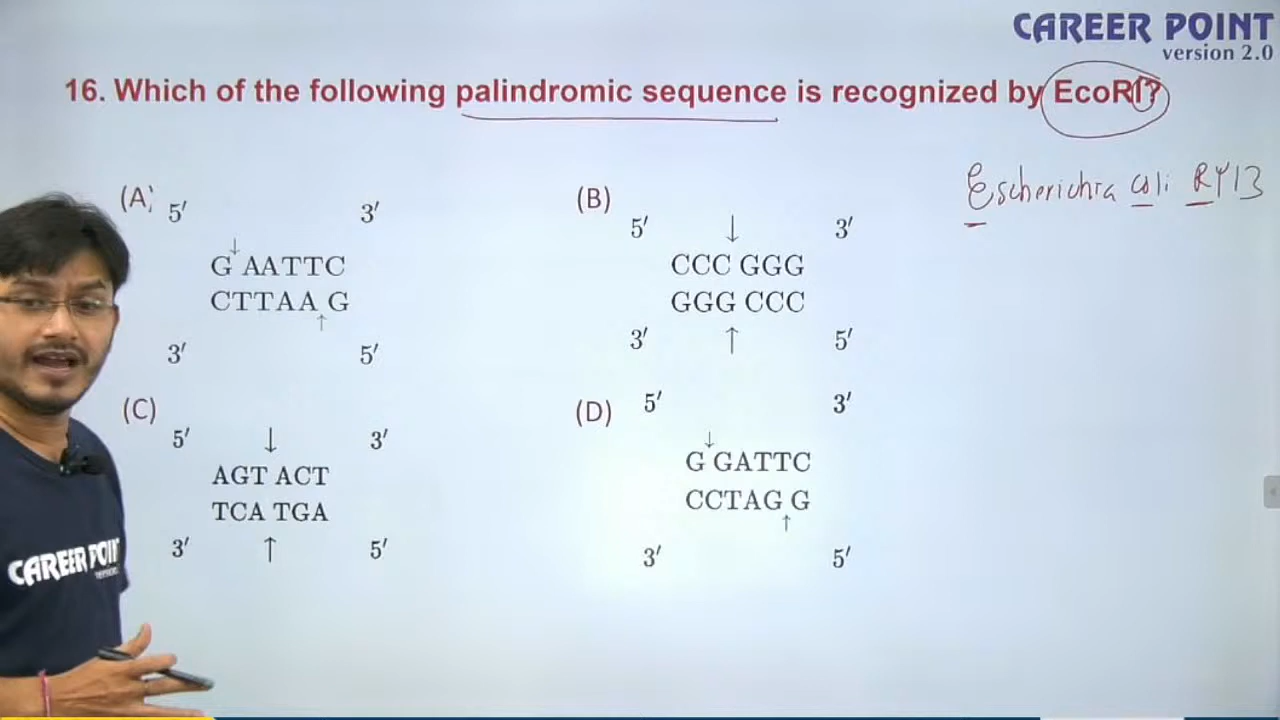 CAREER POINT
version 2.0
16. Which of the following palindromic sequence is recognized by EcoRI?
Escherichia coli RY13
(A)
5′ 3′
↓
G AATTC
CTTAA G
↑
3′ 5′
(B)
5′ ↓ 3′
CCC GGG
GGG CCC
3′ ↑ 5′
(C)
5′ ↓ 3′
AGT ACT
TCA TGA
3′ ↑ 5′
(D)
5′ 3′
↓
G GATTC
CCTAG G
↑
3′ 5′
CAREER POINT